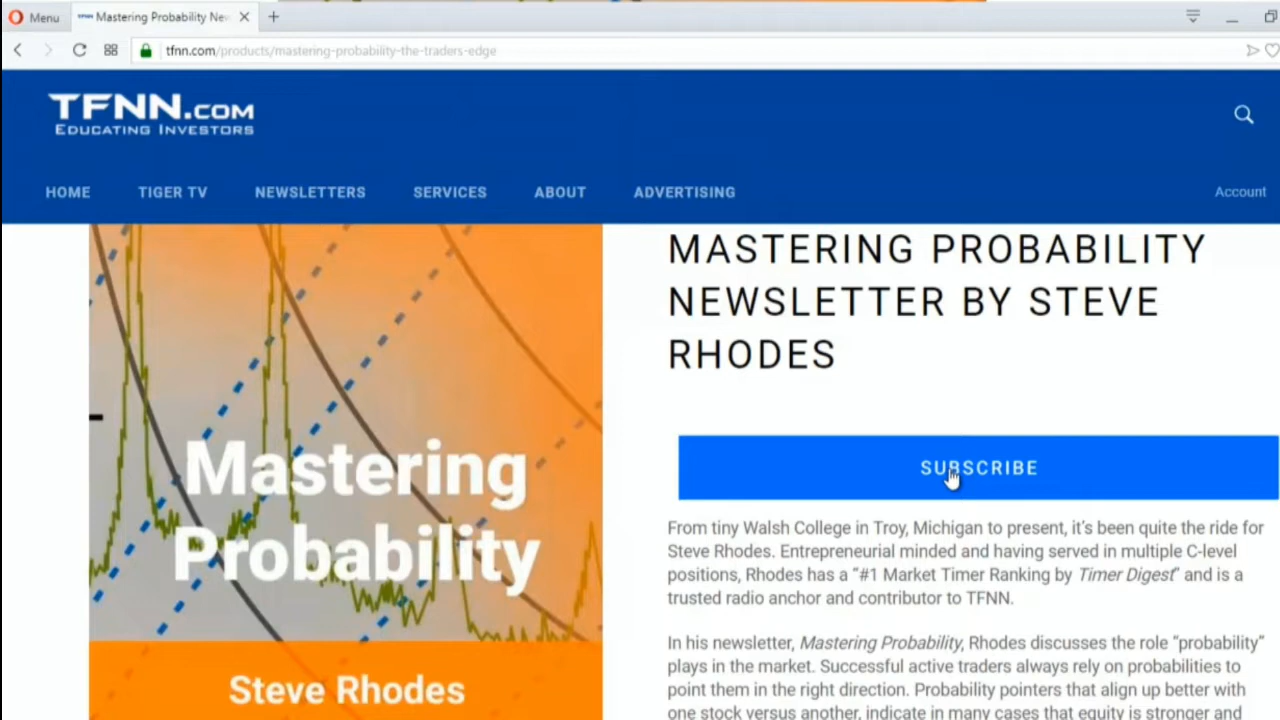 Menu
TFNN Mastering Probability New
tfnn.com/products/mastering-probability-the-traders-edge
TFNN.COM
EDUCATING INVESTORS
HOME TIGER TV NEWSLETTERS SERVICES ABOUT ADVERTISING Account
MASTERING PROBABILITY
NEWSLETTER BY STEVE
RHODES
Mastering
Probability
Steve Rhodes
SUBSCRIBE
From tiny Walsh College in Troy, Michigan to present, it's been quite the ride for
Steve Rhodes. Entrepreneurial minded and having served in multiple C-level
positions, Rhodes has a “#1 Market Timer Ranking by Timer Digest” and is a
trusted radio anchor and contributor to TFNN.
In his newsletter, Mastering Probability, Rhodes discusses the role “probability”
plays in the market. Successful active traders always rely on probabilities to
point them in the right direction. Probability pointers that align up better with
one stock versus another, indicate in many cases that equity is stronger and